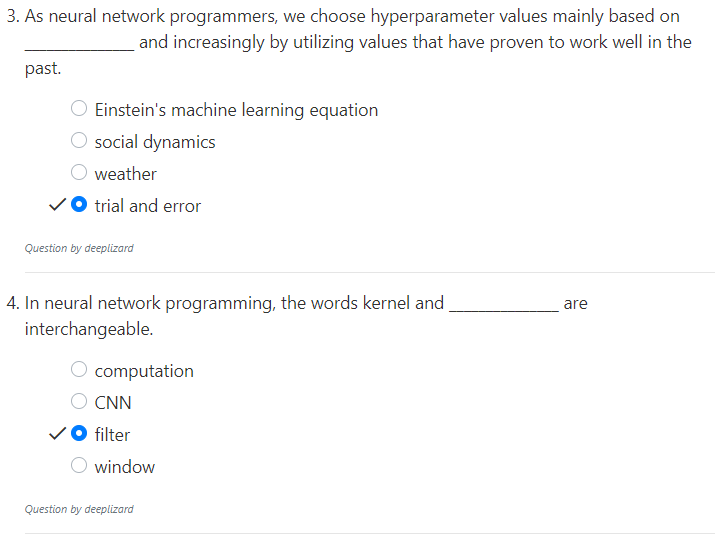 3. As neural network programmers, we choose hyperparameter values mainly based on
____________ and increasingly by utilizing values that have proven to work well in the
past.
Einstein's machine learning equation
social dynamics
weather
trial and error
Question by deeplizard
4. In neural network programming, the words kernel and ____________ are
interchangeable.
computation
CNN
filter
window
Question by deeplizard